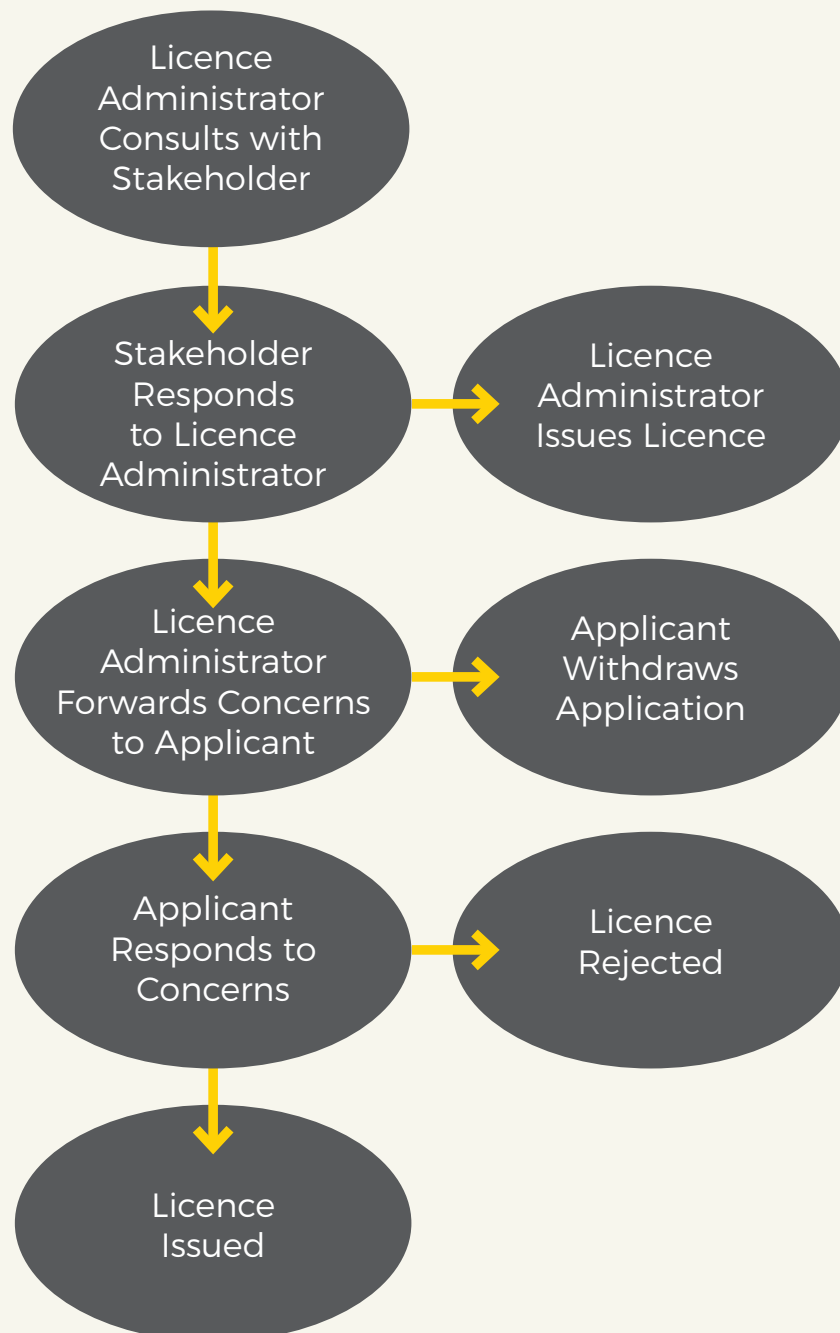 Licence
Administrator
Consults with
Stakeholder
Stakeholder
Responds
to Licence
Administrator
Licence
Administrator
Issues Licence
Licence
Administrator
Forwards Concerns
to Applicant
Applicant
Withdraws
Application
Applicant
Responds to
Concerns
Licence
Rejected
Licence
Issued